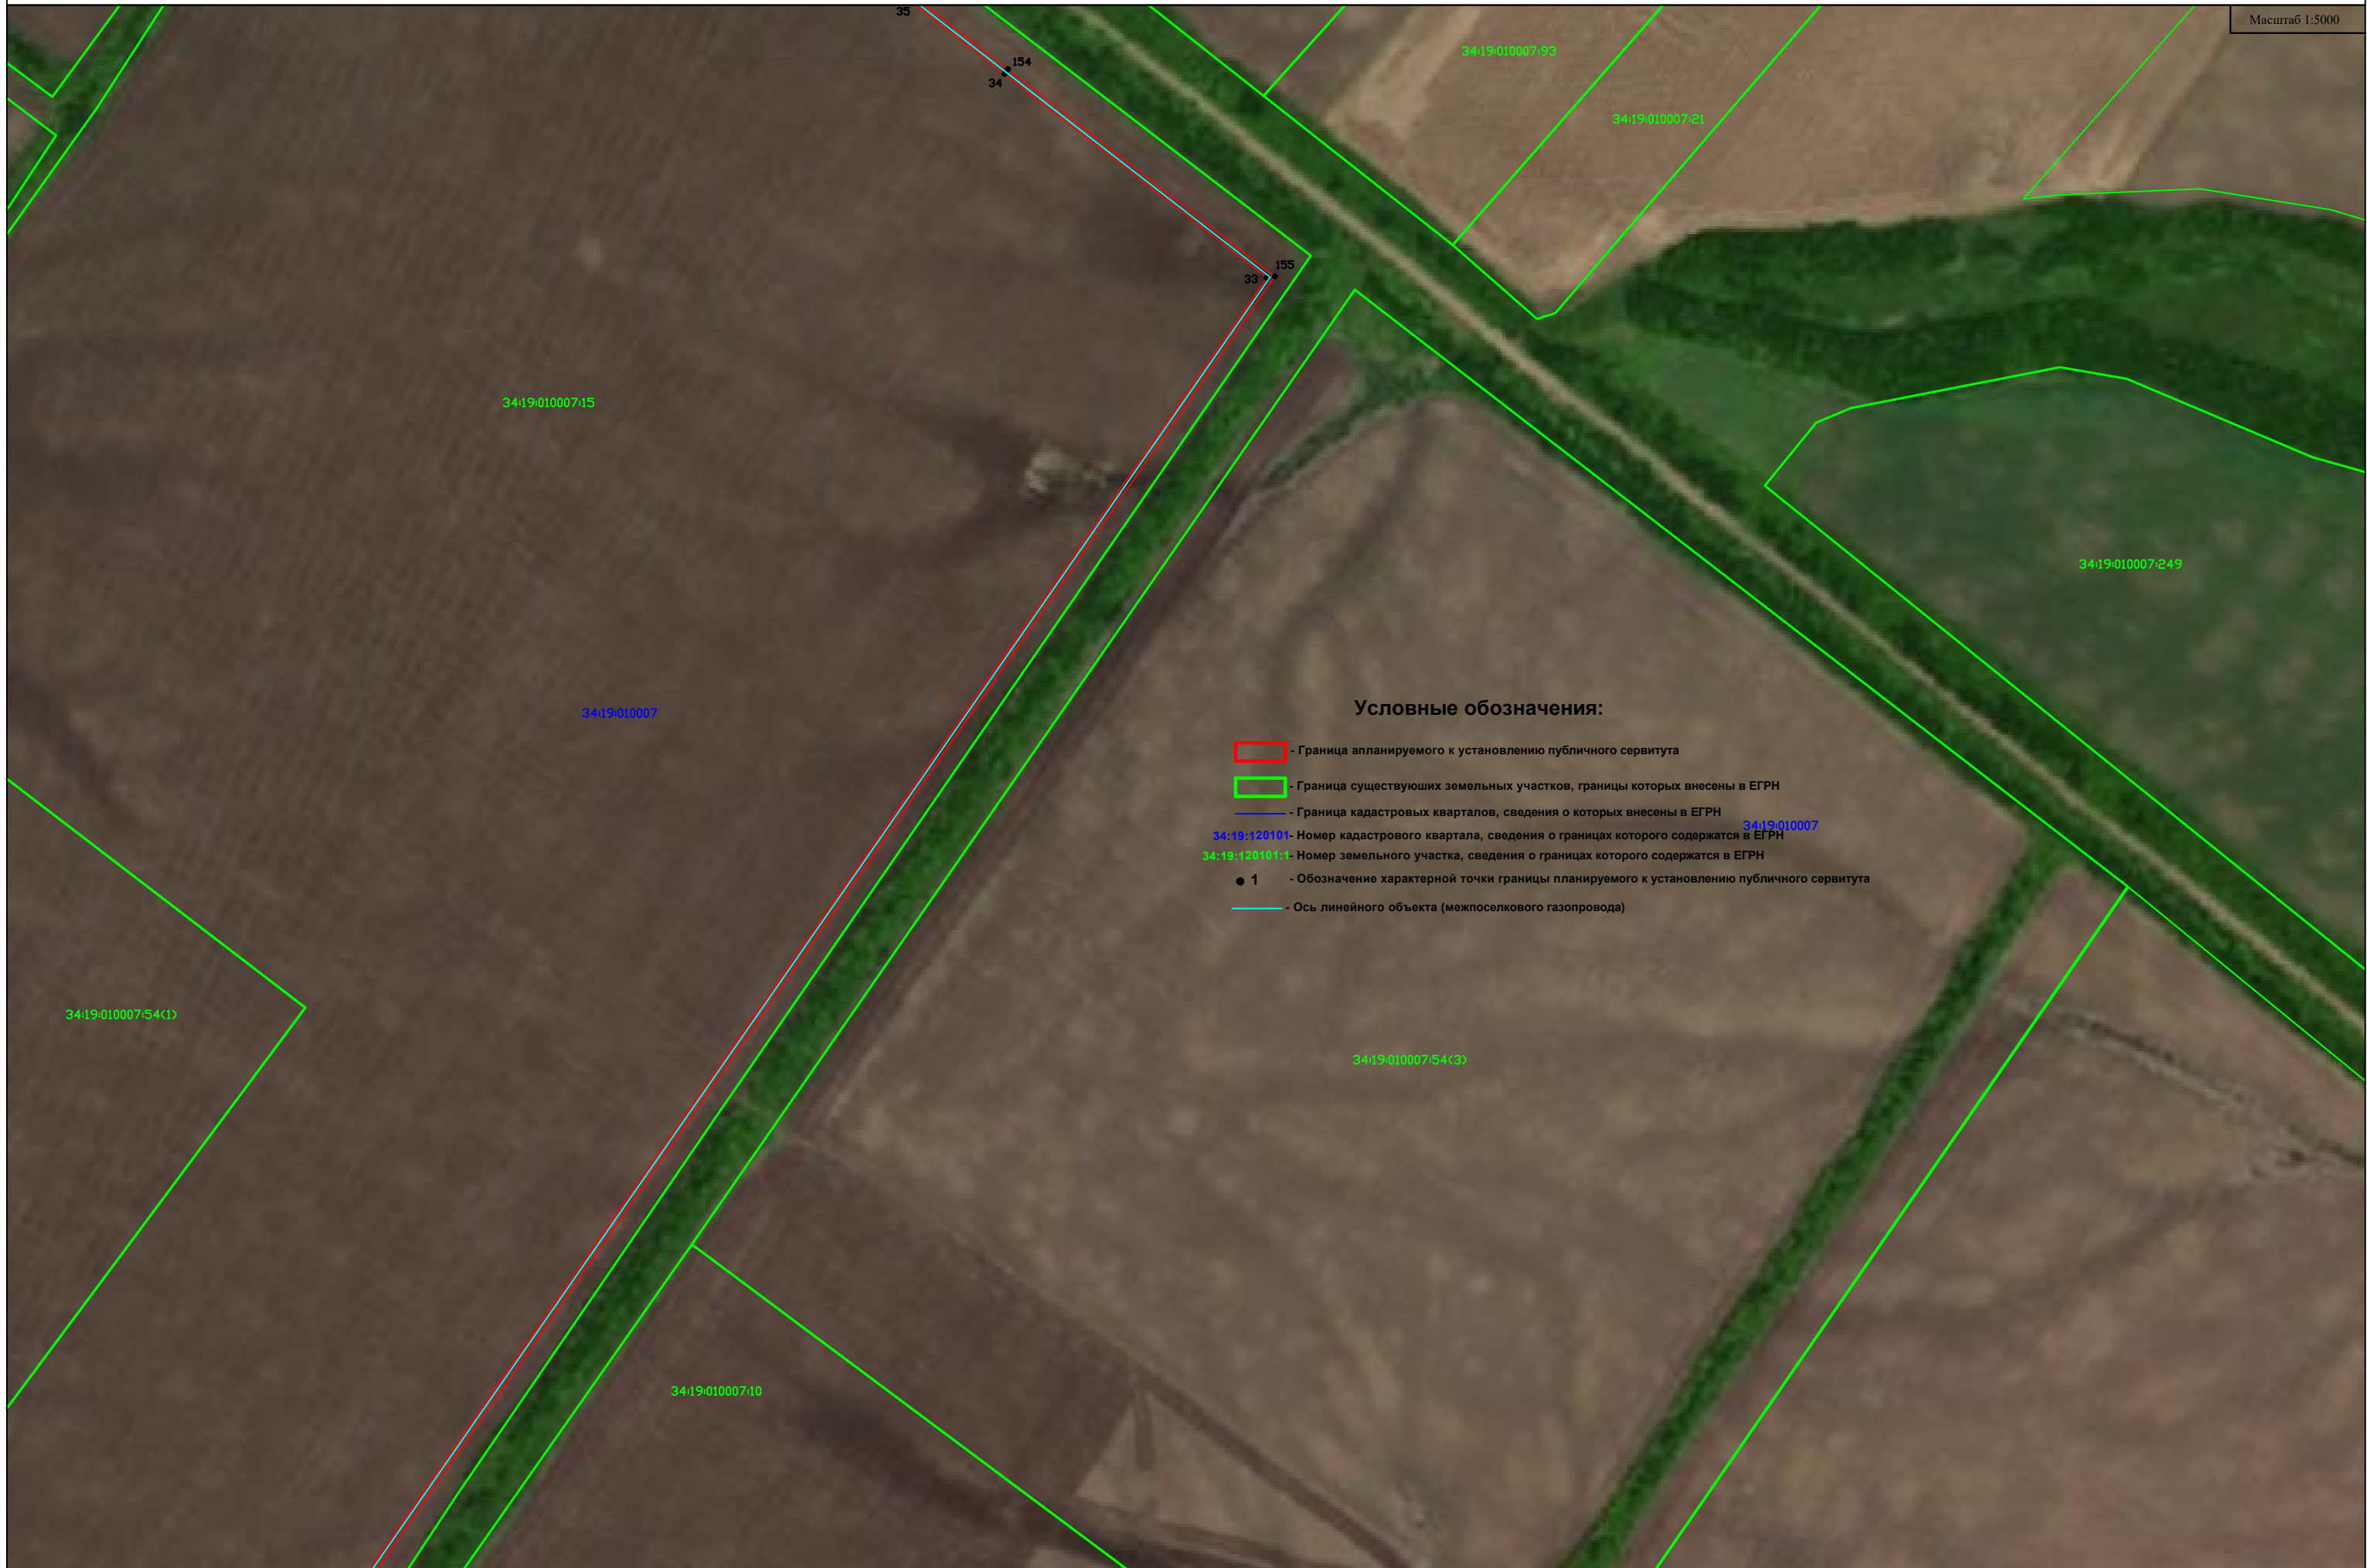 35
Масштаб 1:5000
34:19:010007:93
154
34
34:19:010007:21
155
33
34:19:010007:15
34:19:010007:249
34:19:010007
Условные обозначения:
- Граница апланируемого к установлению публичного сервитута
- Граница существуюших земельных участков, границы которых внесены в ЕГРН
- Граница кадастровых кварталов, сведения о которых внесены в ЕГРН
34:19:010007
34:19:120101- Номер кадастрового квартала, сведения о границах которого содержатся в ЕГРН
34:19:120101:1- Номер земельного участка, сведения о границах которого содержатся в ЕГРН
1 - Обозначение характерной точки границы планируемого к установлению публичного сервитута
- Ось линейного объекта (межпоселкового газопровода)
34:19:010007:54(1)
34:19:010007:54(3)
34:19:010007:10